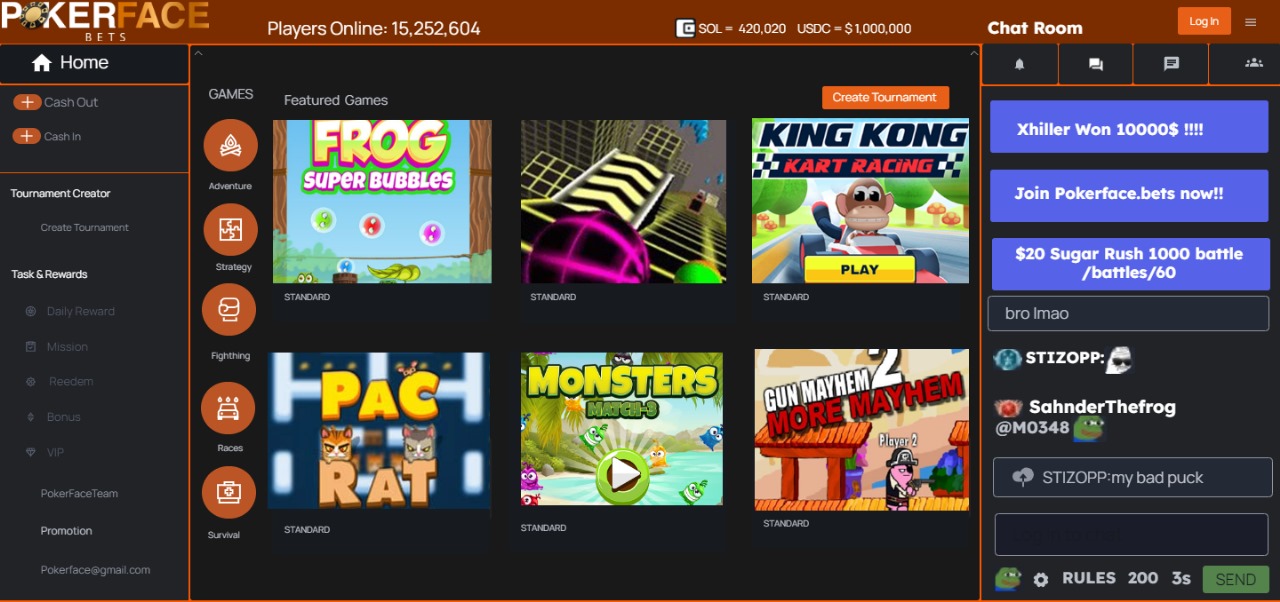 POKERFACE
BETS
Players Online: 15,252,604
SOL = 420,020 USDC = $1,000,000
Chat Room
Log In
Home
Cash Out
Cash In
Tournament Creator
Create Tournament
Task & Rewards
Daily Reward
Mission
Reedem
Bonus
VIP
PokerFaceTeam
Promotion
Pokerface@gmail.com
GAMES
Adventure
Strategy
Fighthing
Races
Survival
Featured Games
Create Tournament
FROG
SUPER BUBBLES
STANDARD
STANDARD
KING KONG
KART RACING
PLAY
STANDARD
PAC
RAT
STANDARD
MONSTERS
MATCH-3
STANDARD
GUN MAYHEM 2
MORE MAYHEM
Player 2
STANDARD
Xhiller Won 10000$ !!!!
Join Pokerface.bets now!!
$20 Sugar Rush 1000 battle
/battles/60
bro lmao
STIZOPP:
SahnderThefrog
@M0348
STIZOPP:my bad puck
Log in to chat
RULES 200 3s
SEND